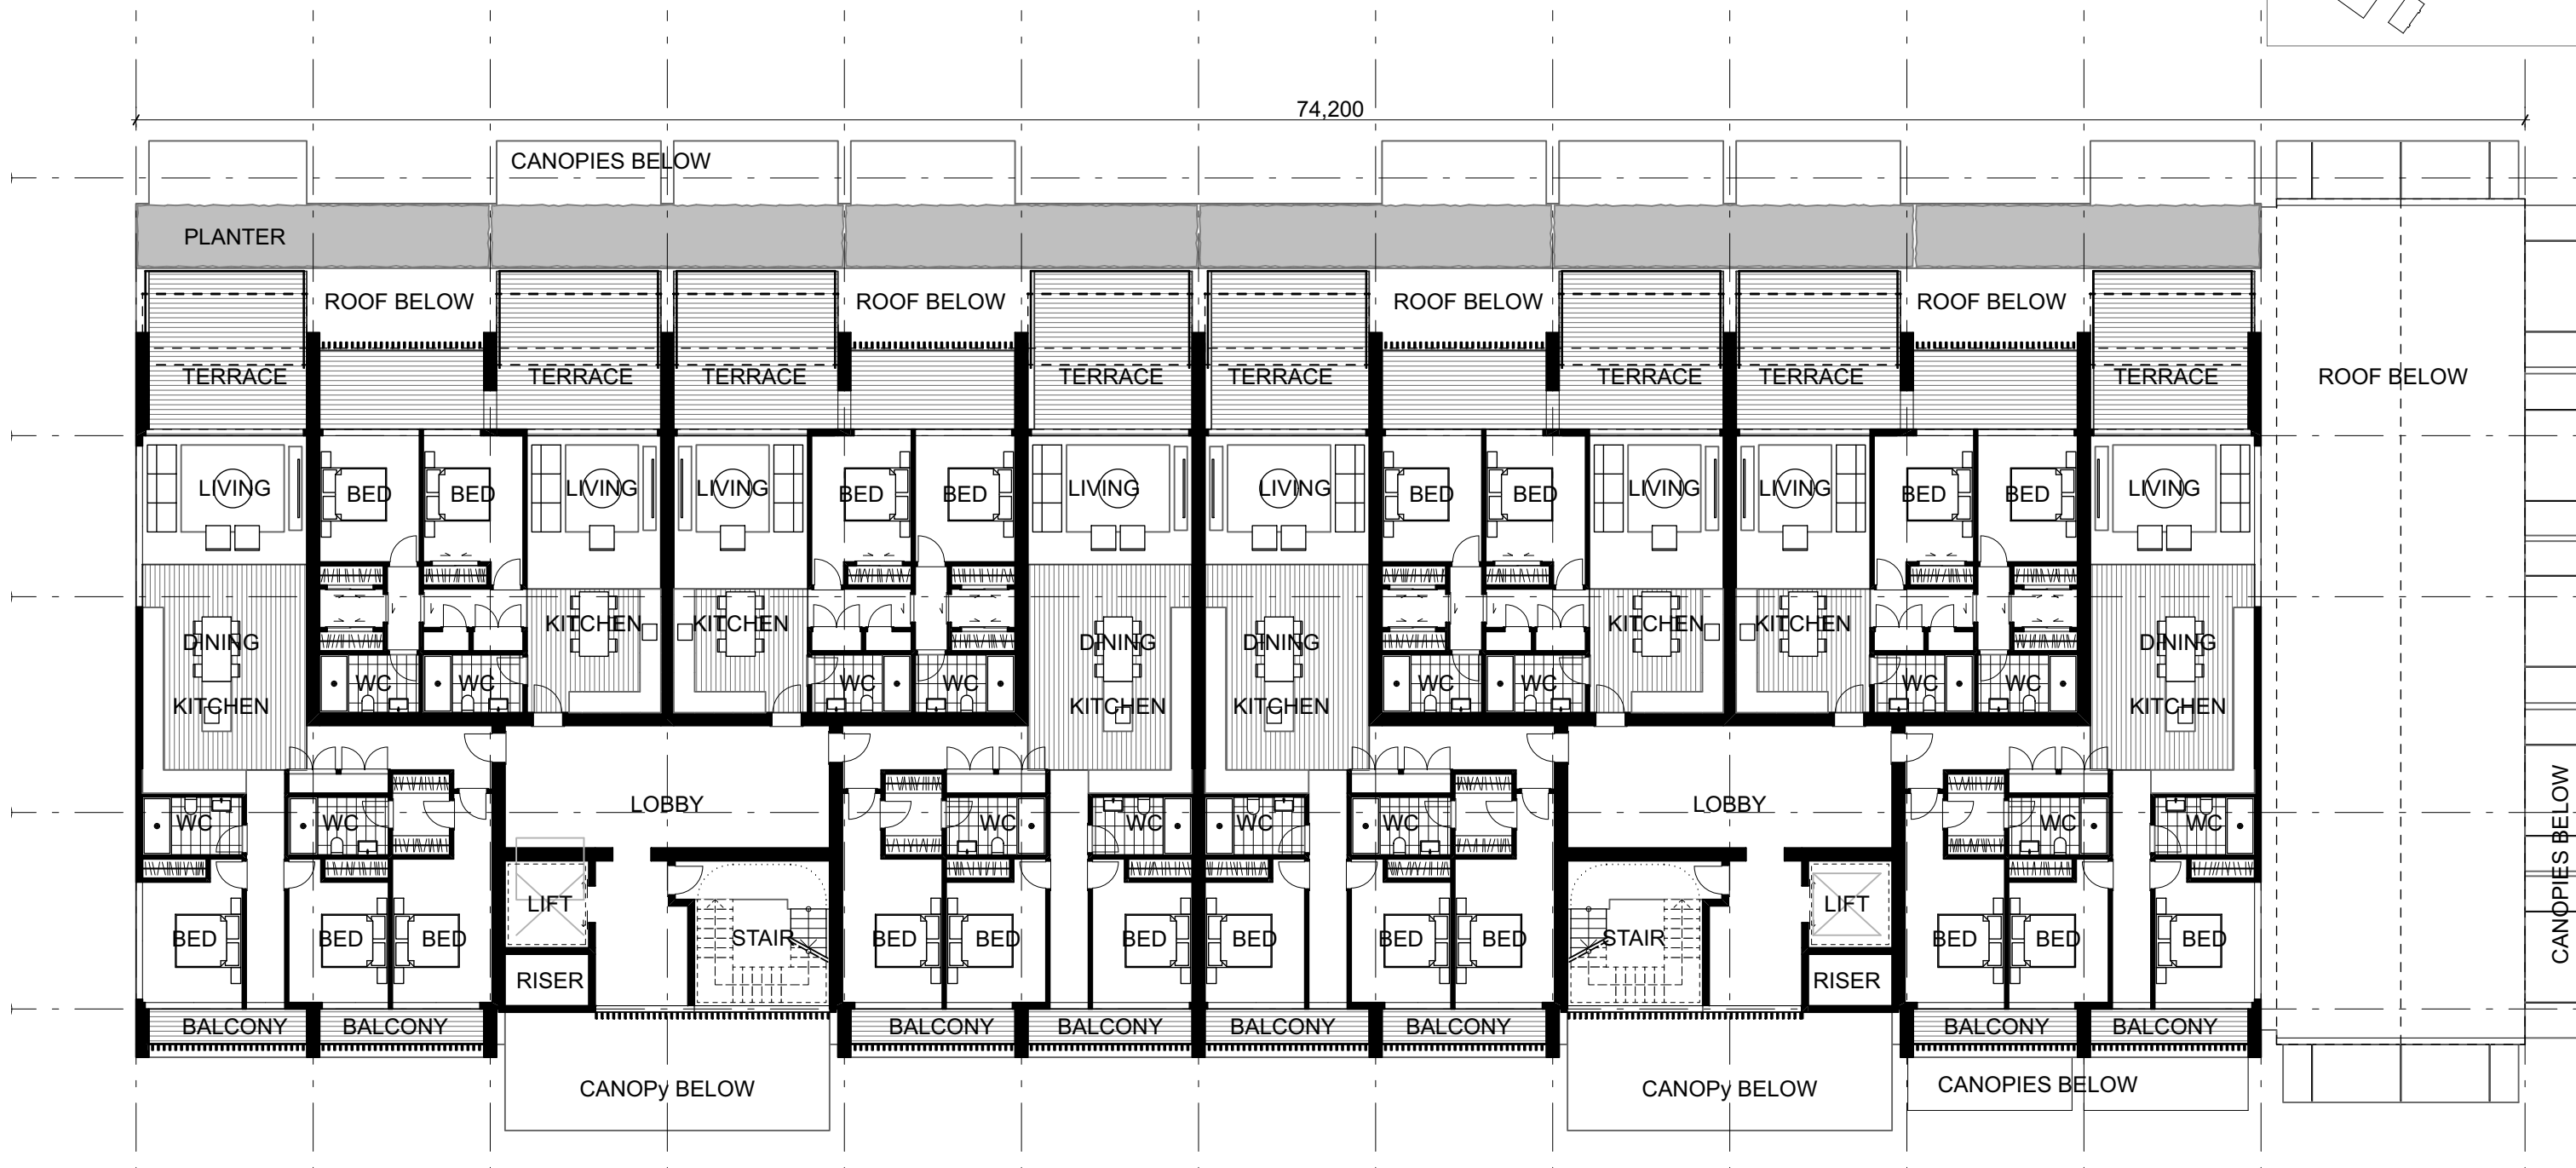 74,200
CANOPIES BELOW
PLANTER
ROOF BELOW
ROOF BELOW
ROOF BELOW
ROOF BELOW
TERRACE
TERRACE
TERRACE
TERRACE
TERRACE
TERRACE
TERRACE
TERRACE
ROOF BELOW
LIVING
BED
BED
LIVING
LIVING
BED
BED
LIVING
LIVING
BED
BED
LIVING
LIVING
BED
BED
LIVING
KITCHEN
KITCHEN
KITCHEN
KITCHEN
DINING
DINING
DINING
DINING
WC
WC
WC
WC
WC
WC
WC
WC
KITCHEN
KITCHEN
KITCHEN
KITCHEN
LOBBY
LOBBY
WC
WC
WC
WC
WC
WC
WC
WC
CANOPIES BELOW
LIFT
LIFT
BED
BED
BED
STAIR
BED
BED
BED
BED
BED
BED
STAIR
BED
BED
BED
RISER
RISER
BALCONY
BALCONY
BALCONY
BALCONY
BALCONY
BALCONY
BALCONY
BALCONY
CANOPy BELOW
CANOPy BELOW
CANOPIES BELOW